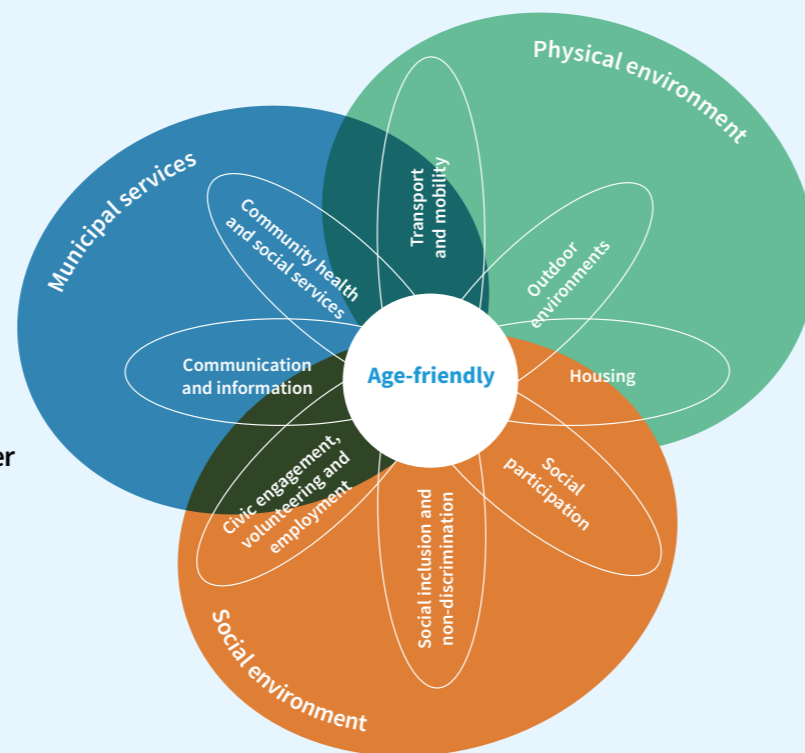 Physical environment
Municipal services
Transport
and mobility
Community health
and social services
Outdoor
environments
Communication
and information
Age-friendly
Housing
er
Civic engagement,
volunteering and
employment
Social inclusion and
non-discrimination
Social
participation
Social environment